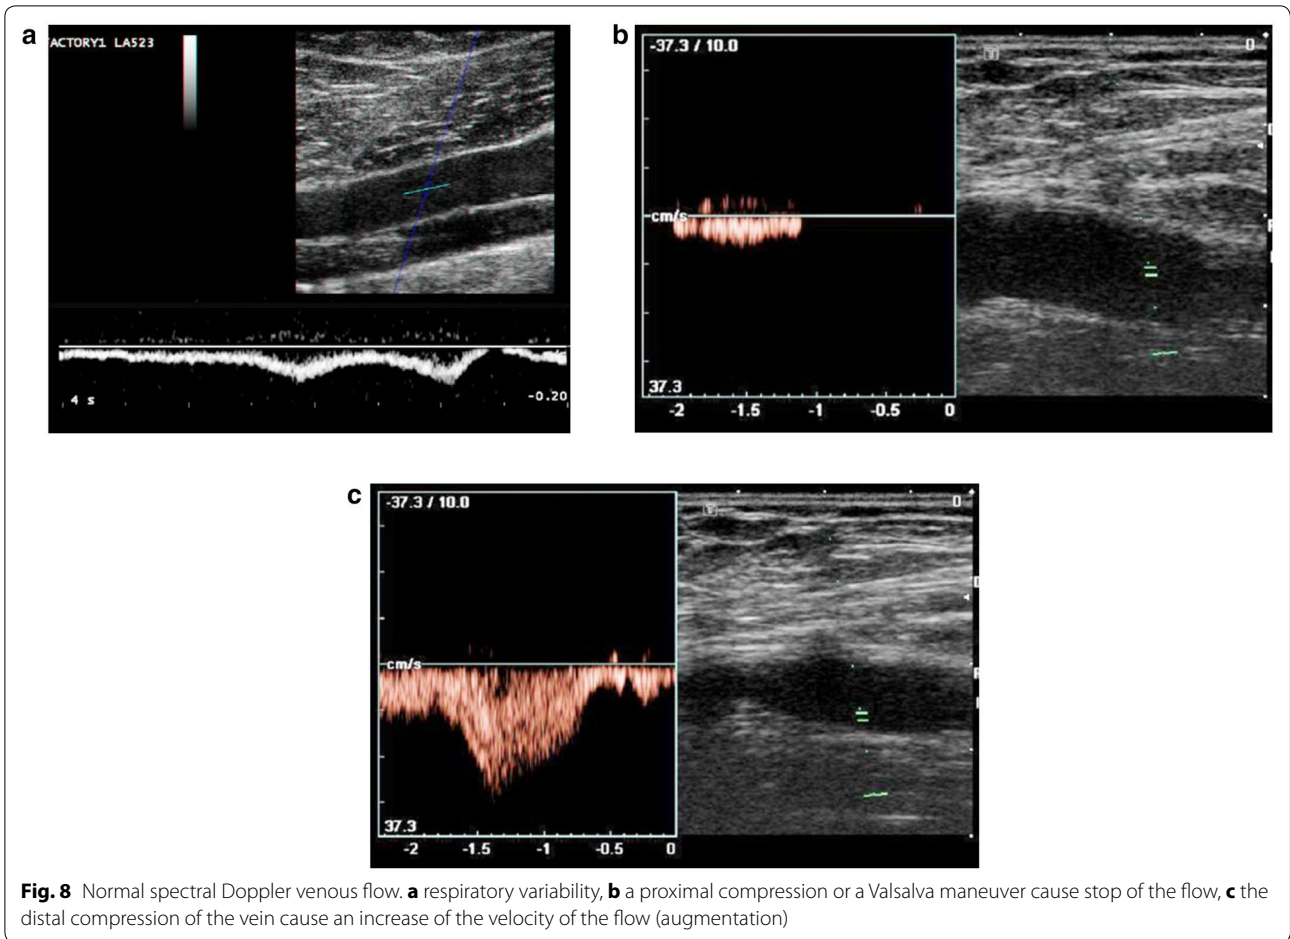 a
ACTORY1 LA523
4 s
-0.20
b
-37.3 / 10.0
cm/s
37.3
-2 -1.5 -1 -0.5 0
T
0
c
-37.3 / 10.0
cm/s
37.3
-2 -1.5 -1 -0.5 0
T
0
Fig. 8 Normal spectral Doppler venous flow. a respiratory variability, b a proximal compression or a Valsalva maneuver cause stop of the flow, c the
distal compression of the vein cause an increase of the velocity of the flow (augmentation)